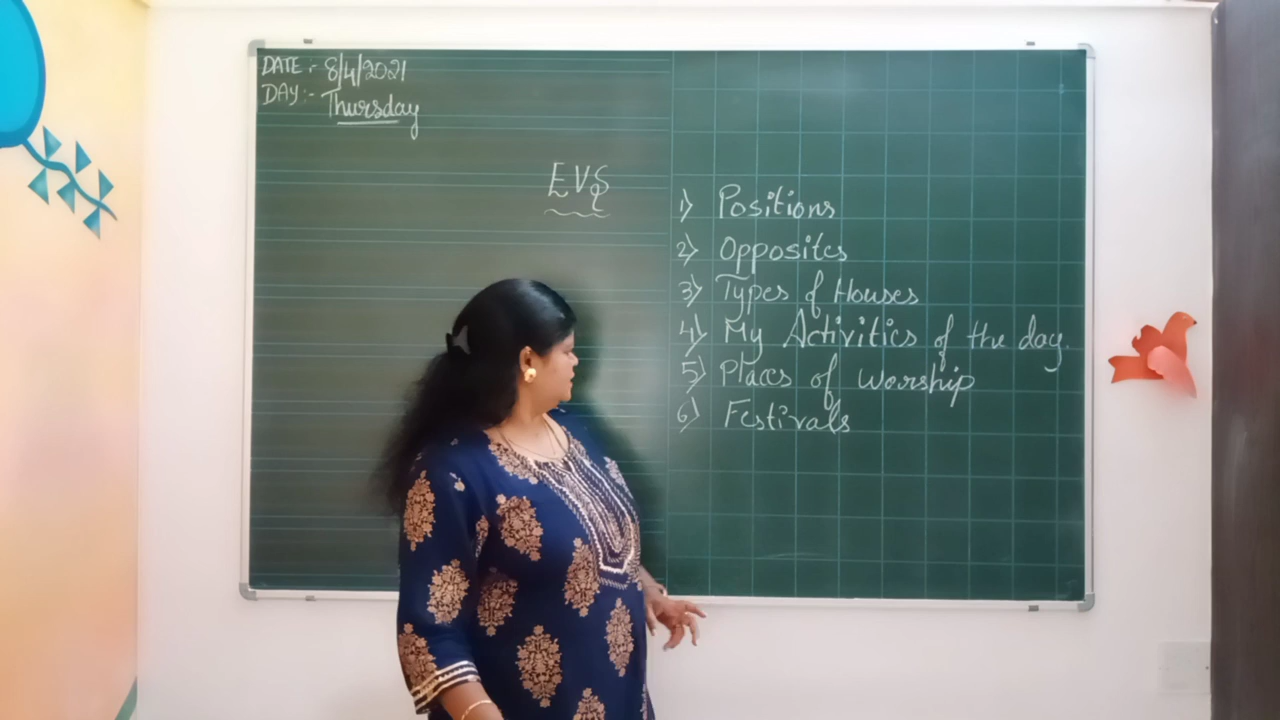 DATE :- 8/4/2021
DAY :- Thursday
EVS
1) Positions
2) Opposites
3) Types of Houses
4) My Activities of the day.
5) Places of worship
6) Festivals